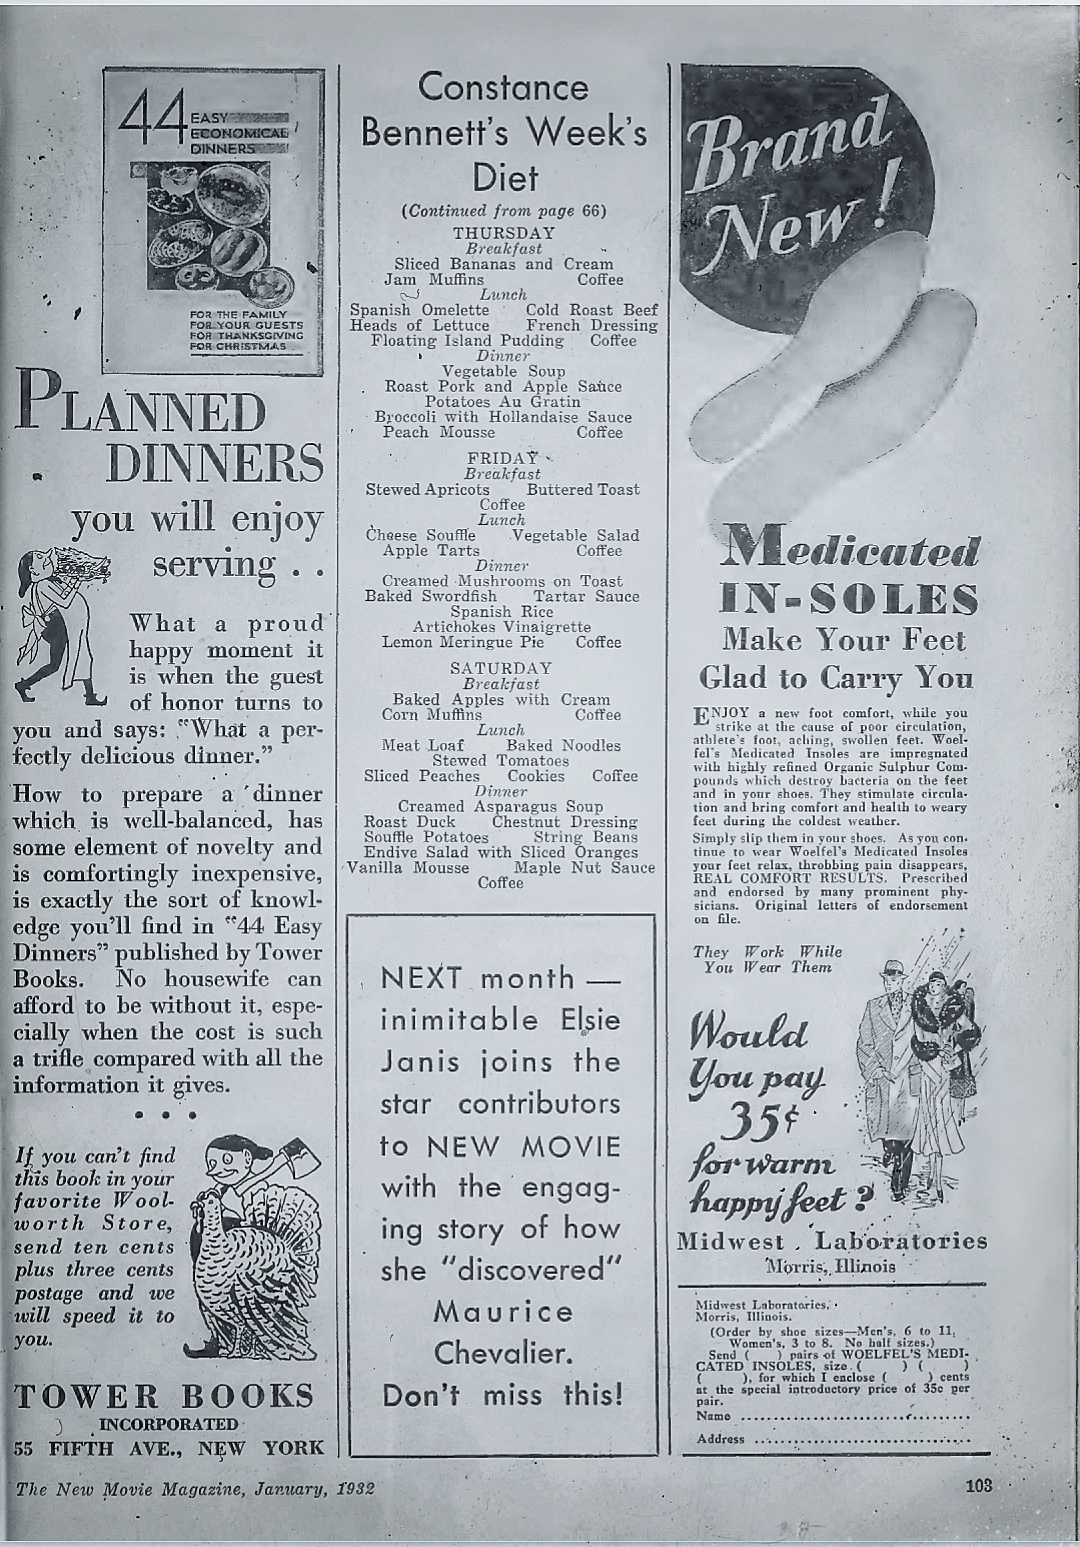 44 EASY
ECONOMICAL
DINNERS
FOR THE FAMILY
FOR YOUR GUESTS
FOR THANKSGIVING
FOR CHRISTMAS
PLANNED
DINNERS
you will enjoy
serving . .
What a proud
happy moment it
is when the guest
of honor turns to
you and says: "What a per-
fectly delicious dinner."
How to prepare a dinner
which is well-balanced, has
some element of novelty and
is comfortingly inexpensive,
is exactly the sort of knowl-
edge you'll find in "44 Easy
Dinners" published by Tower
Books. No housewife can
afford to be without it, espe-
cially when the cost is such
a trifle compared with all the
information it gives.
• • •
If you can't find
this book in your
favorite Wool-
worth Store,
send ten cents
plus three cents
postage and we
will speed it to
you.
TOWER BOOKS
INCORPORATED
55 FIFTH AVE., NEW YORK
Constance
Bennett's Week's
Diet
(Continued from page 66)
THURSDAY
Breakfast
Sliced Bananas and Cream
Jam Muffins Coffee
Lunch
Spanish Omelette Cold Roast Beef
Heads of Lettuce French Dressing
Floating Island Pudding Coffee
Dinner
Vegetable Soup
Roast Pork and Apple Sauce
Potatoes Au Gratin
Broccoli with Hollandaise Sauce
Peach Mousse Coffee
FRIDAY
Breakfast
Stewed Apricots Buttered Toast
Coffee
Lunch
Cheese Souffle Vegetable Salad
Apple Tarts Coffee
Dinner
Creamed Mushrooms on Toast
Baked Swordfish Tartar Sauce
Spanish Rice
Artichokes Vinaigrette
Lemon Meringue Pie Coffee
SATURDAY
Breakfast
Baked Apples with Cream
Corn Muffins Coffee
Lunch
Meat Loaf Baked Noodles
Stewed Tomatoes
Sliced Peaches Cookies Coffee
Dinner
Creamed Asparagus Soup
Roast Duck Chestnut Dressing
Souffle Potatoes String Beans
Endive Salad with Sliced Oranges
Vanilla Mousse Maple Nut Sauce
Coffee
NEXT month —
inimitable Elsie
Janis joins the
star contributors
to NEW MOVIE
with the engag-
ing story of how
she "discovered"
Maurice
Chevalier.
Don't miss this!
Brand
New!
Medicated
IN-SOLES
Make Your Feet
Glad to Carry You
ENJOY a new foot comfort, while you
strike at the cause of poor circulation,
athlete's foot, aching, swollen feet. Woel-
fel's Medicated Insoles are impregnated
with highly refined Organic Sulphur Com-
pounds which destroy bacteria on the feet
and in your shoes. They stimulate circula-
tion and bring comfort and health to weary
feet during the coldest weather.
Simply slip them in your shoes. As you con-
tinue to wear Woelfel's Medicated Insoles
your feet relax, throbbing pain disappears,
REAL COMFORT RESULTS. Prescribed
and endorsed by many prominent phy-
sicians. Original letters of endorsement
on file.
They Work While
You Wear Them
Would
You pay
35¢
for warm
happy feet?
Midwest Laboratories
Morris, Illinois
Midwest Laboratories,
Morris, Illinois.
(Order by shoe sizes—Men's, 6 to 11,
Women's, 3 to 8. No half sizes.)
Send ( ) pairs of WOELFEL'S MEDI-
CATED INSOLES, size ( ) ( )
( ), for which I enclose ( ) cents
at the special introductory price of 35c per
pair.
Name ........................................
Address ....................................
The New Movie Magazine, January, 1932
103